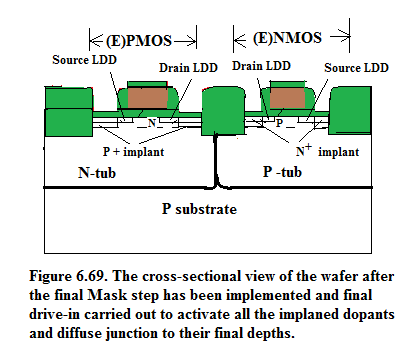 (E)PMOS
(E)NMOS
Source LDD
Drain LDD
Drain LDD
Source LDD
N_
P_
P + implant
N+ implant
N-tub
P -tub
P substrate
Figure 6.69. The cross-sectional view of the wafer after
the final Mask step has been implemented and final
drive-in carried out to activate all the implaned dopants
and diffuse junction to their final depths.